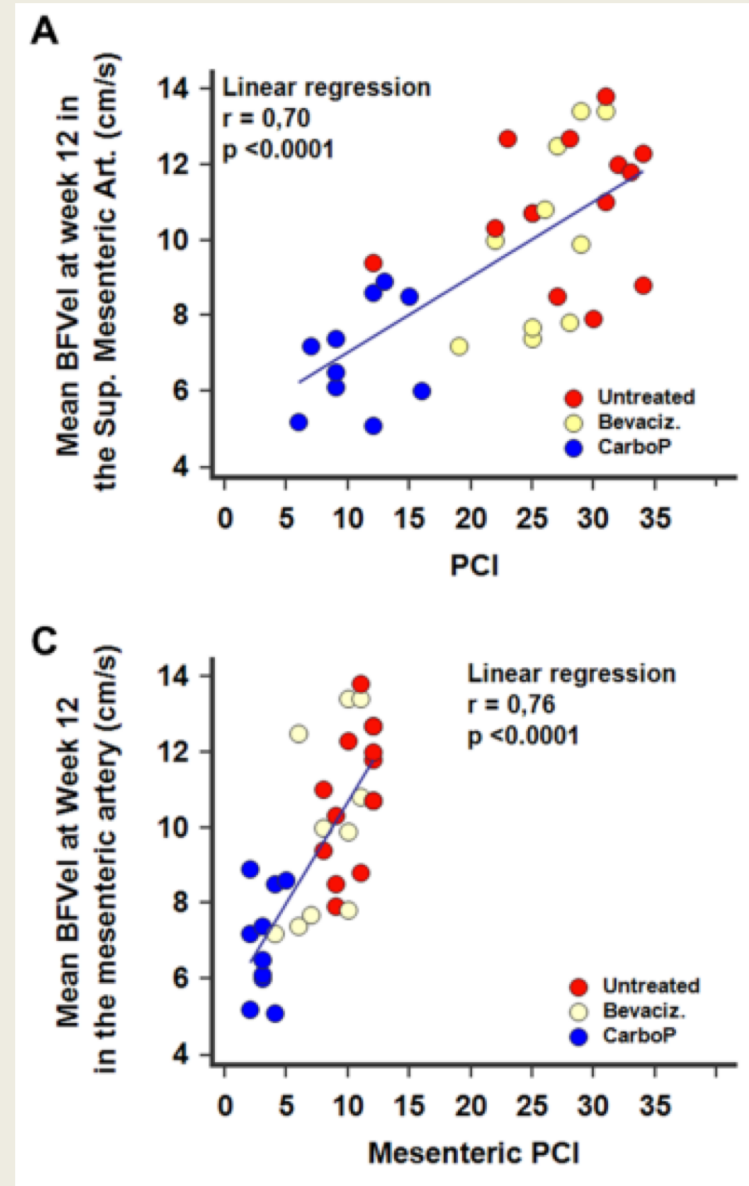 A
Mean BFVel at week 12 in
the Sup. Mesenteric Art. (cm/s)
Linear regression
r = 0,70
p <0.0001
14
12
10
8
6
4
Untreated
Bevaciz.
CarboP
0 5 10 15 20 25 30 35
PCI
C
Mean BFVel at Week 12
in the mesenteric artery (cm/s)
Linear regression
r = 0,76
p <0.0001
14
12
10
8
6
4
Untreated
Bevaciz.
CarboP
0 5 10 15 20 25 30 35
Mesenteric PCI